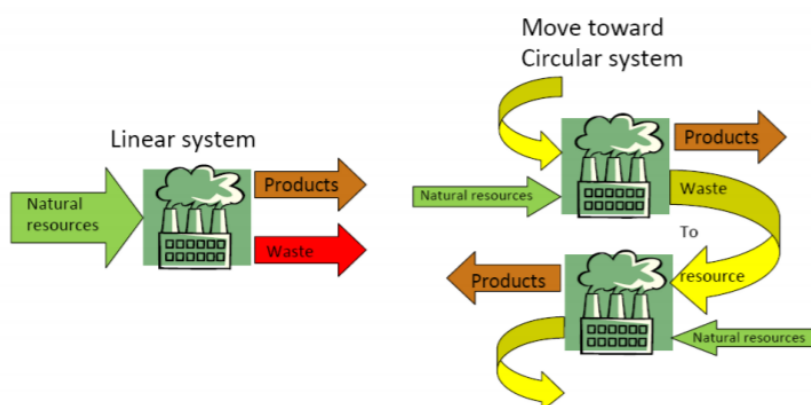 Move toward
Circular system
Linear system
Natural
resources
Products
Waste
Products
Natural resources
Waste
To
resource
Products
Natural resources